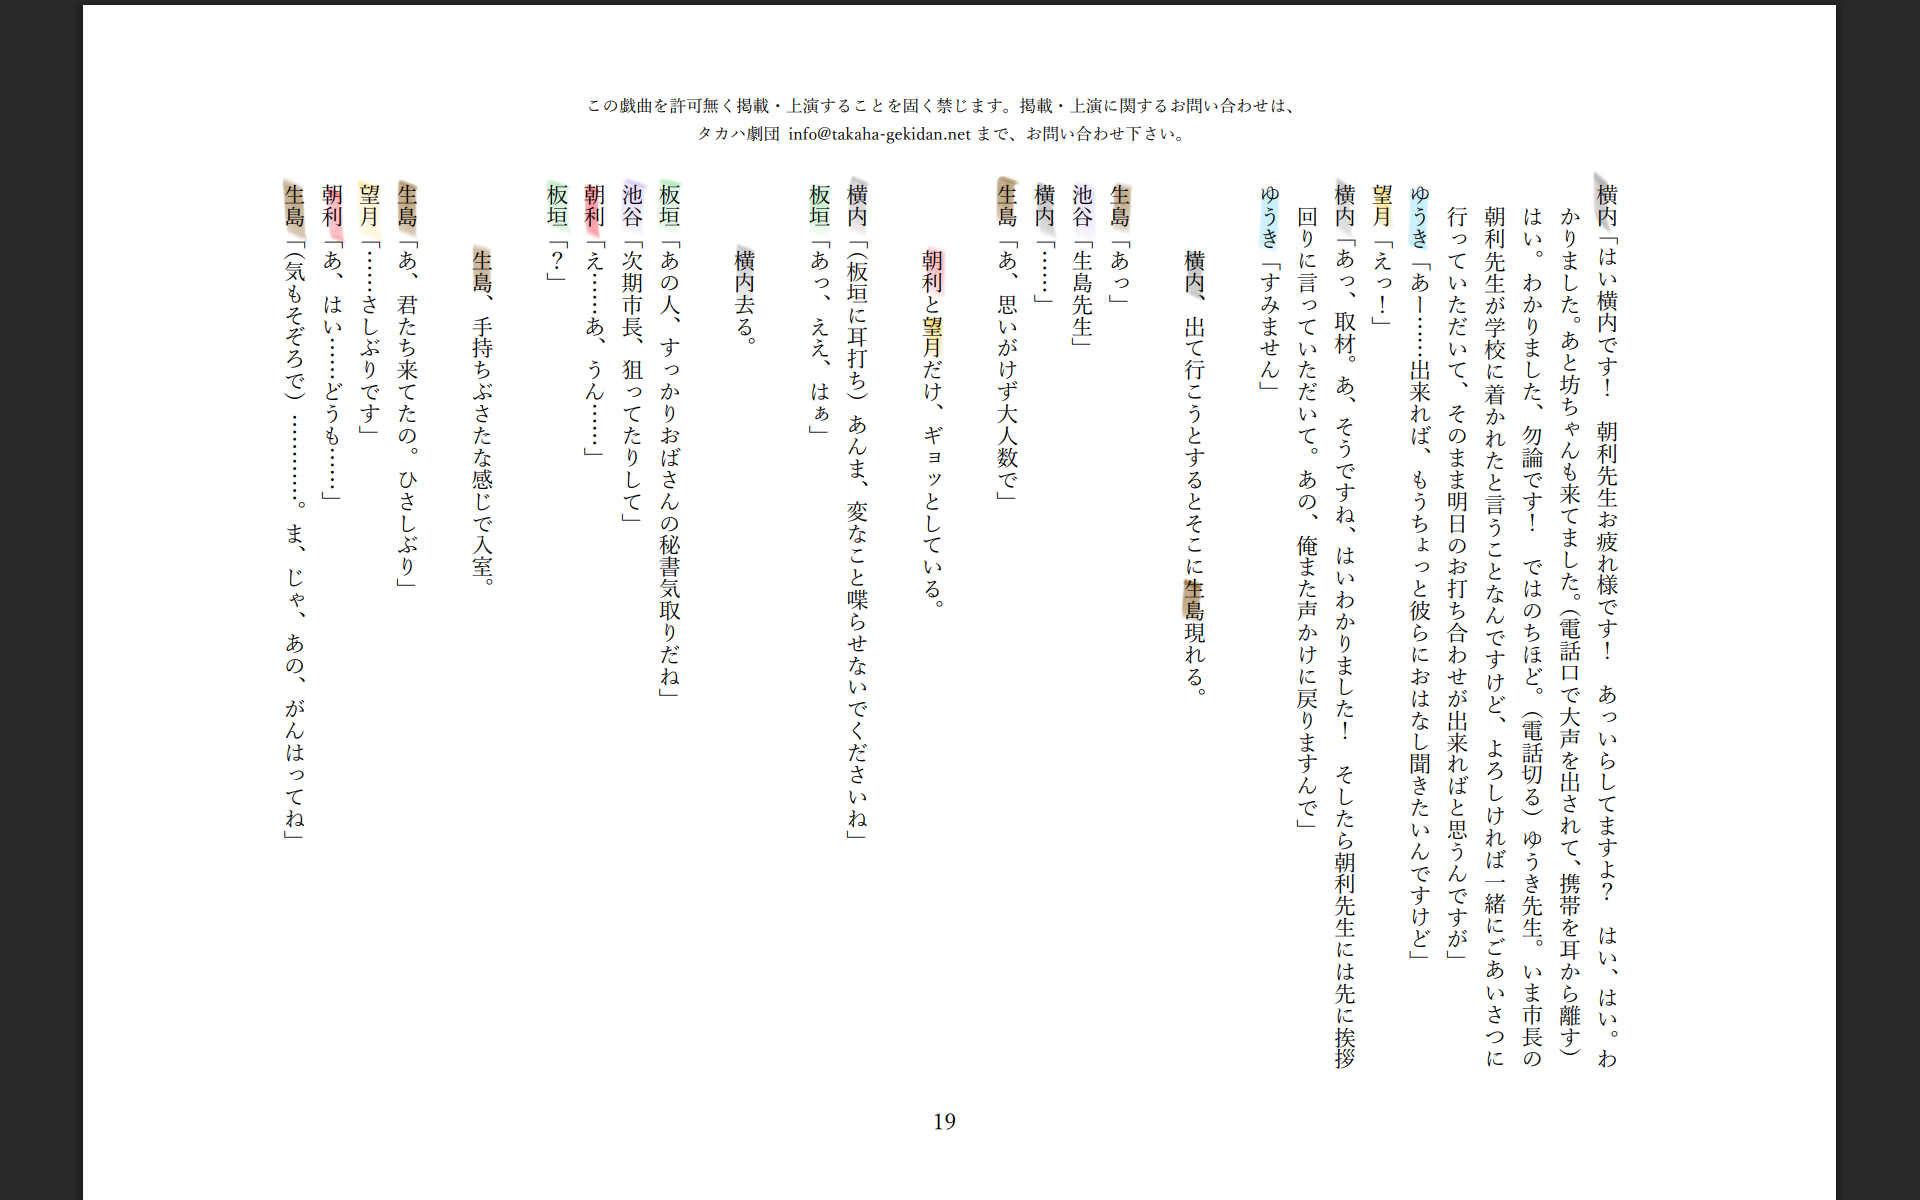 この戯曲を許可無く掲載・上演することを固く禁じます。掲載・上演に関するお問い合わせは、
タカハ劇団 info@takaha-gekidan.net まで、お問い合わせ下さい。
横内「はい横内です！　朝利先生お疲れ様です！　あっいらしてますよ？　はい、はい。わ
かりました。あと坊ちゃんも来てました。（電話口で大声を出されて、携帯を耳から離す）
はい。わかりました、勿論です！　ではのちほど。（電話切る）ゆうき先生。いま市長の
朝利先生が学校に着かれたと言うことなんですけど、よろしければ一緒にごあいさつに
行っていただいて、そのまま明日のお打ち合わせが出来ればと思うんですが」
ゆうき「あー……出来れば、もうちょっと彼らにおはなし聞きたいんですけど」
望月「えっ！」
横内「あっ、取材。あ、そうですね、はいわかりました！　そしたら朝利先生には先に挨拶
回りに言っていただいて。あの、俺また声かけに戻りますんで」
ゆうき「すみません」
横内、出て行こうとするとそこに生島現れる。
生島「あっ」
池谷「生島先生」
横内「……」
生島「あ、思いがけず大人数で」
朝利と望月だけ、ギョッとしている。
横内「（板垣に耳打ち）あんま、変なこと喋らせないでくださいね」
板垣「あっ、ええ、はぁ」
横内去る。
板垣「あの人、すっかりおばさんの秘書気取りだね」
池谷「次期市長、狙ってたりして」
朝利「え……あ、うん……」
板垣「？」
生島、手持ちぶさたな感じで入室。
生島「あ、君たち来てたの。ひさしぶり」
望月「……さしぶりです」
朝利「あ、はい……どうも……」
生島「（気もそぞろで）…………。ま、じゃ、あの、がんはってね」
19